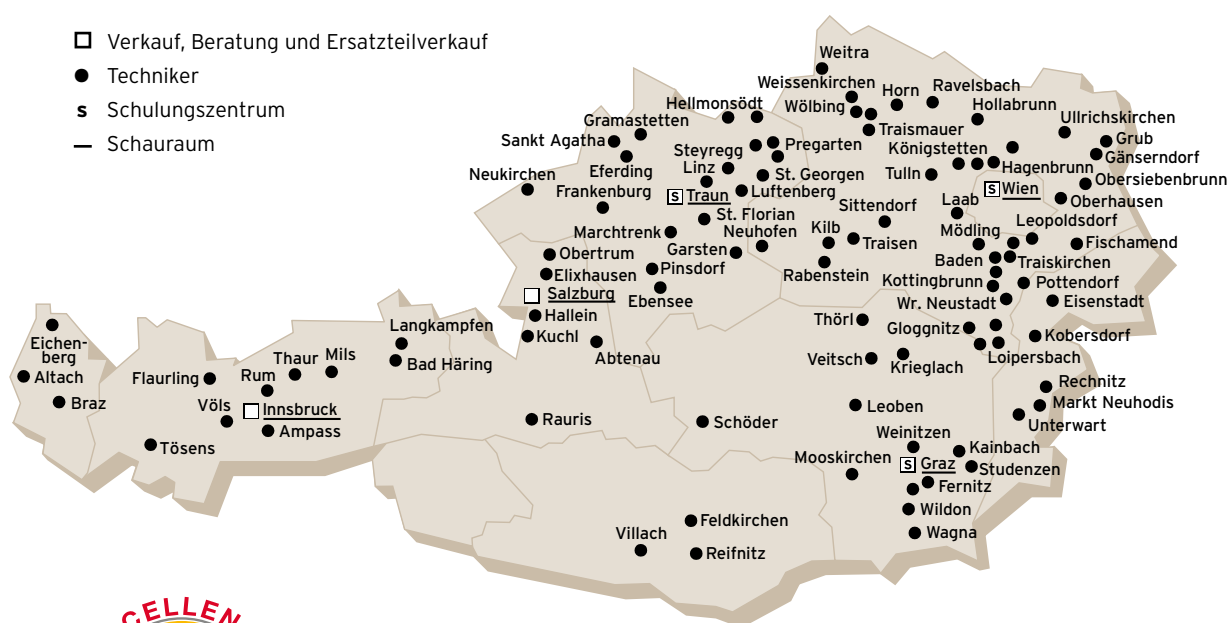 Verkauf, Beratung und Ersatzteilverkauf
Techniker
s Schulungszentrum
Schauraum
Weitra
Weissenkirchen
Horn
Ravelsbach
Wölbing
Hollabrunn
Hellmonsödt
Gramastetten
Ullrichskirchen
Traismauer
Grub
Sankt Agatha
Steyregg
Pregarten
Königstetten
Gänserndorf
Eferding
Linz
Hagenbrunn
Neukirchen
St. Georgen
Tulln
Obersiebenbrunn
Frankenburg
s Traun
Luftenberg
s Wien
Laab
Oberhausen
Sittendorf
St. Florian
Leopoldsdorf
Marchtrenk
Neuhofen
Kilb
Mödling
Traisen
Fischamend
Obertrum
Garsten
Baden
Traiskirchen
Elixhausen
Pinsdorf
Rabenstein
Kottingbrunn
Pottendorf
Salzburg
Ebensee
Wr. Neustadt
Eisenstadt
Hallein
Thörl
Gloggnitz
Langkampfen
Kuchl
Kobersdorf
Eichen-
berg
Abtenau
Loipersbach
Thaur
Mils
Bad Häring
Veitsch
Krieglach
Altach
Flaurling
Rum
Rechnitz
Braz
Völs
Innsbruck
Markt Neuhodis
Leoben
Rauris
Schöder
Unterwart
Ampass
Weinitzen
Tösens
Kainbach
Mooskirchen
s Graz
Studenzen
Fernitz
Wildon
Feldkirchen
Villach
Wagna
Reifnitz